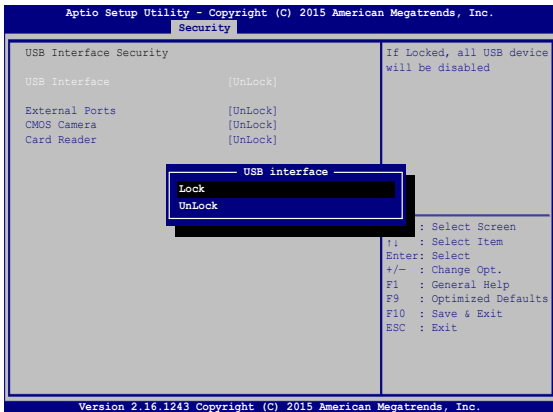 Aptio Setup Utility - Copyright (C) 2015 American Megatrends, Inc.
Security
USB Interface Security
USB Interface [UnLock]
External Ports [UnLock]
CMOS Camera [UnLock]
Card Reader [UnLock]
If Locked, all USB device
will be disabled
USB interface
Lock
UnLock
: Select Screen
↑↓ : Select Item
Enter: Select
+/— : Change Opt.
F1 : General Help
F9 : Optimized Defaults
F10 : Save & Exit
ESC : Exit
Version 2.16.1243 Copyright (C) 2015 American Megatrends, Inc.